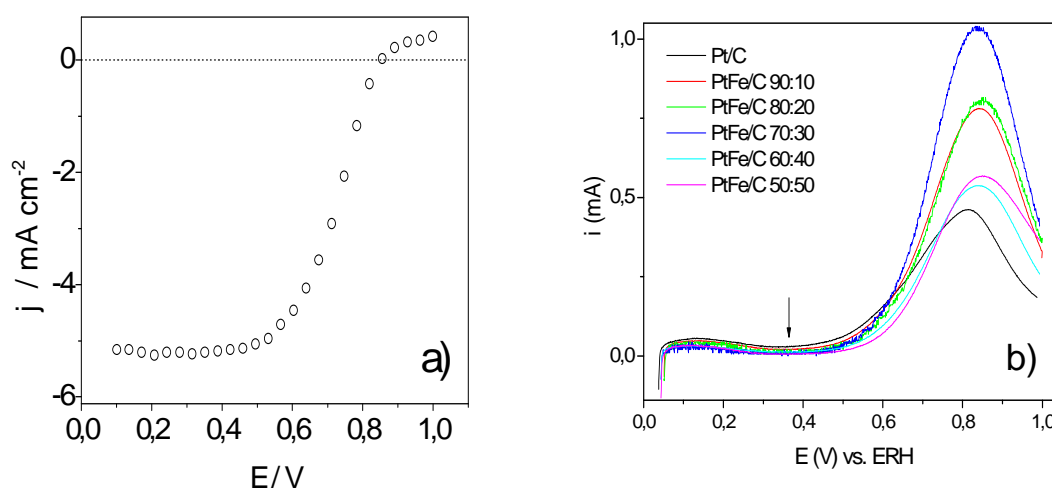 0
-2
-4
-6
0,0 0,2 0,4 0,6 0,8 1,0
j / mA cm-2
E / V
a)
1,0
0,5
0,0
0,0 0,2 0,4 0,6 0,8 1,0
i (mA)
E (V) vs. ERH
Pt/C
PtFe/C 90:10
PtFe/C 80:20
PtFe/C 70:30
PtFe/C 60:40
PtFe/C 50:50
b)